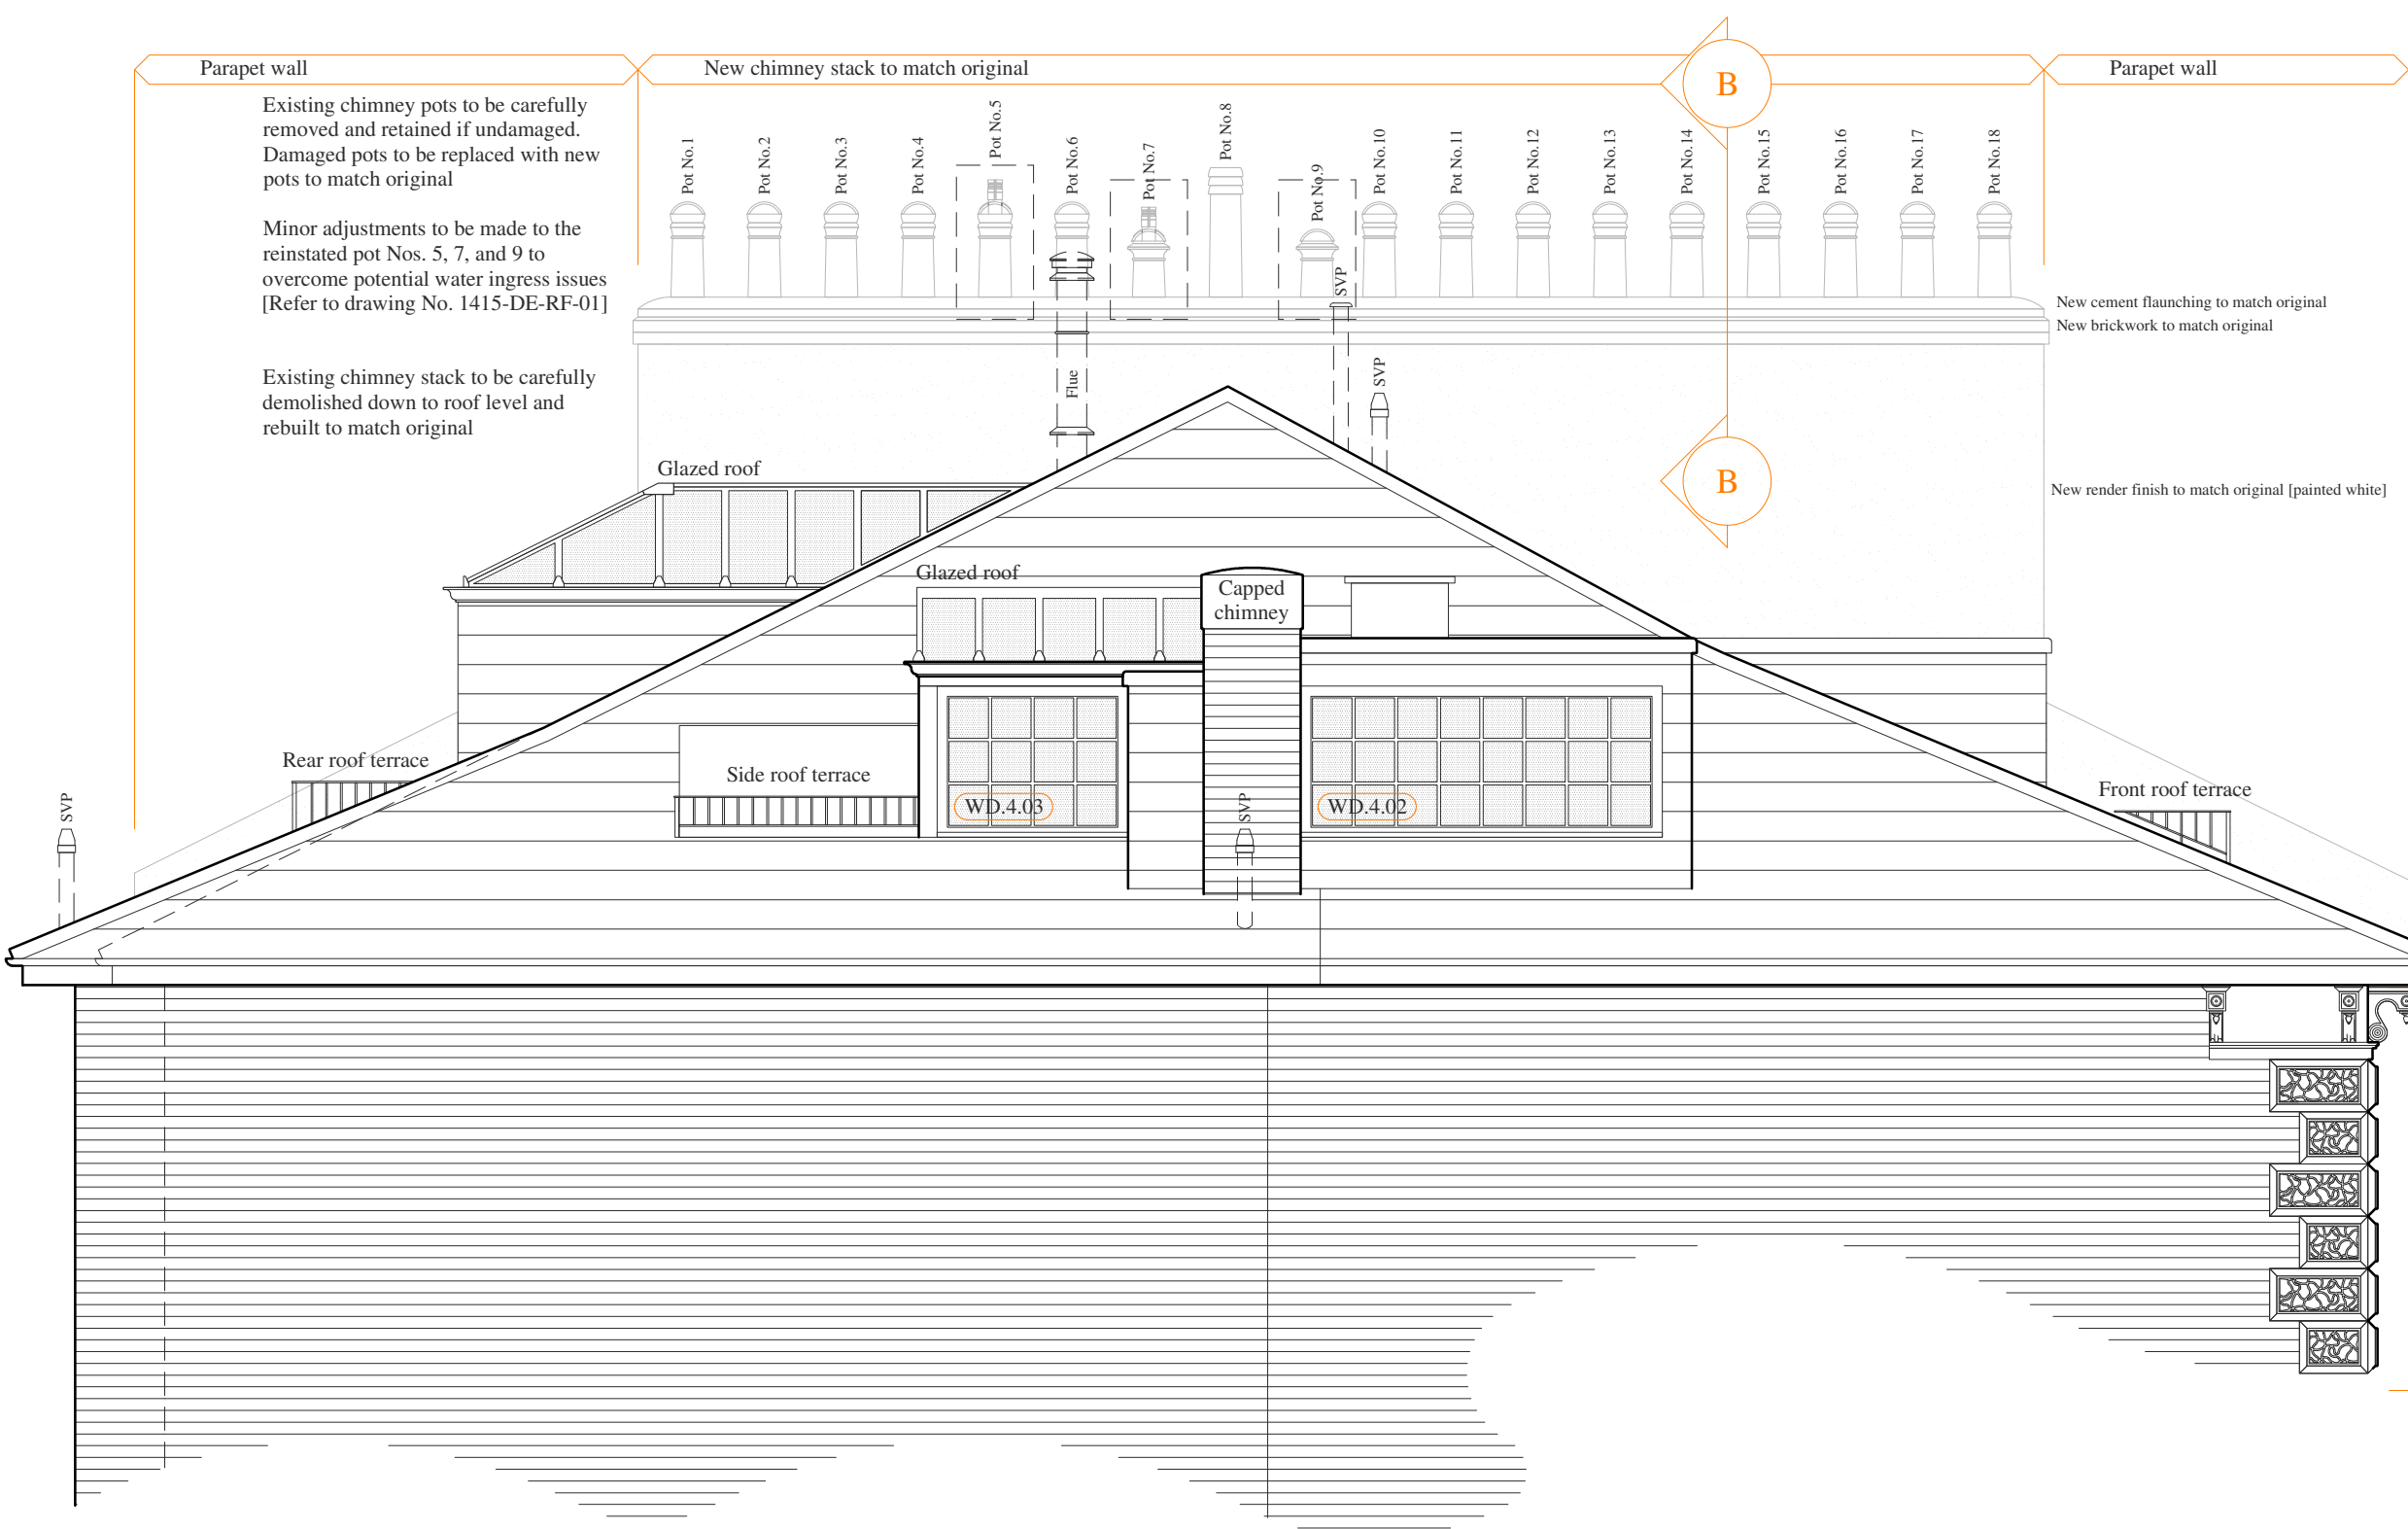 Parapet wall
New chimney stack to match original
B
Parapet wall
Existing chimney pots to be carefully
removed and retained if undamaged.
Damaged pots to be replaced with new
pots to match original
Minor adjustments to be made to the
reinstated pot Nos. 5, 7, and 9 to
overcome potential water ingress issues
[Refer to drawing No. 1415-DE-RF-01]
Existing chimney stack to be carefully
demolished down to roof level and
rebuilt to match original
Pot No.1
Pot No.2
Pot No.3
Pot No.4
Pot No.5
Pot No.6
Pot No.7
Pot No.8
Pot No.9
Pot No.10
Pot No.11
Pot No.12
Pot No.13
Pot No.14
Pot No.15
Pot No.16
Pot No.17
Pot No.18
SVP
New cement flaunching to match original
New brickwork to match original
Flue
SVP
Glazed roof
B
New render finish to match original [painted white]
Glazed roof
Capped
chimney
Rear roof terrace
Side roof terrace
Front roof terrace
SVP
WD.4.03
SVP
WD.4.02